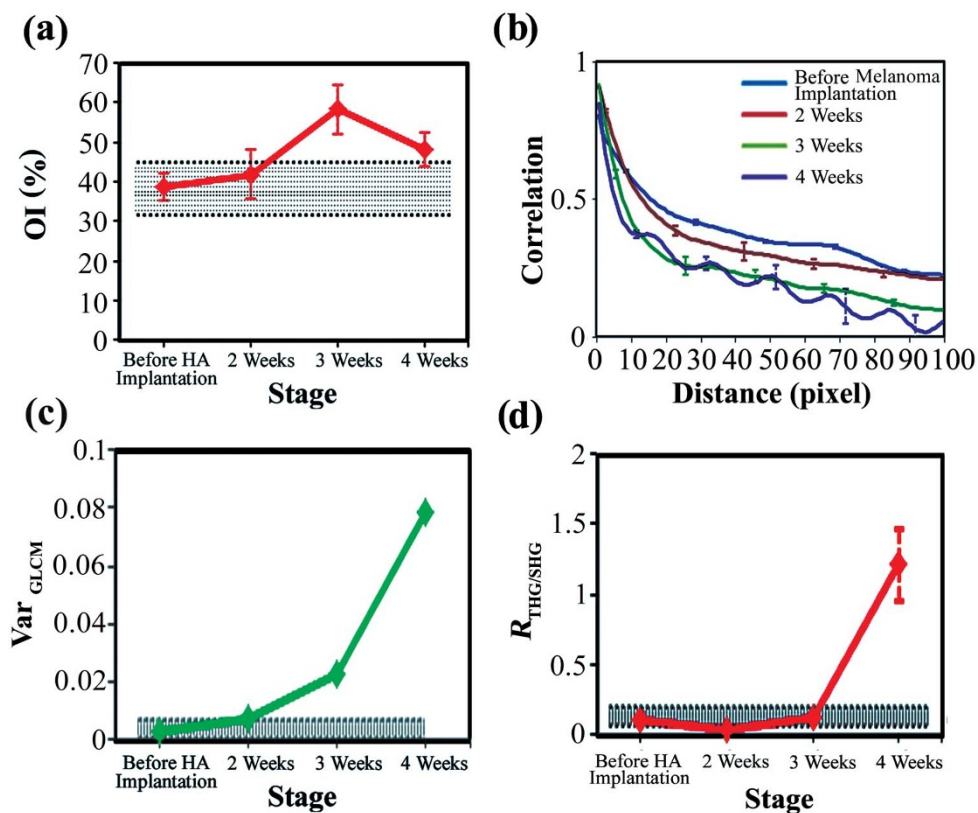 (a)
70
60
50
40
30
20
10
0
OI (%)
Before HA
Implantation
2 Weeks
3 Weeks
4 Weeks
Stage
(b)
1
0.5
0
Correlation
Before Melanoma
Implantation
2 Weeks
3 Weeks
4 Weeks
0 10 20 30 40 50 60 70 80 90 100
Distance (pixel)
(c)
0.1
0.08
0.06
0.04
0.02
0
Var GLCM
Before HA
Implantation
2 Weeks
3 Weeks
4 Weeks
Stage
(d)
2
1.5
1
0.5
0
R THG/SHG
Before HA
Implantation
2 Weeks
3 Weeks
4 Weeks
Stage